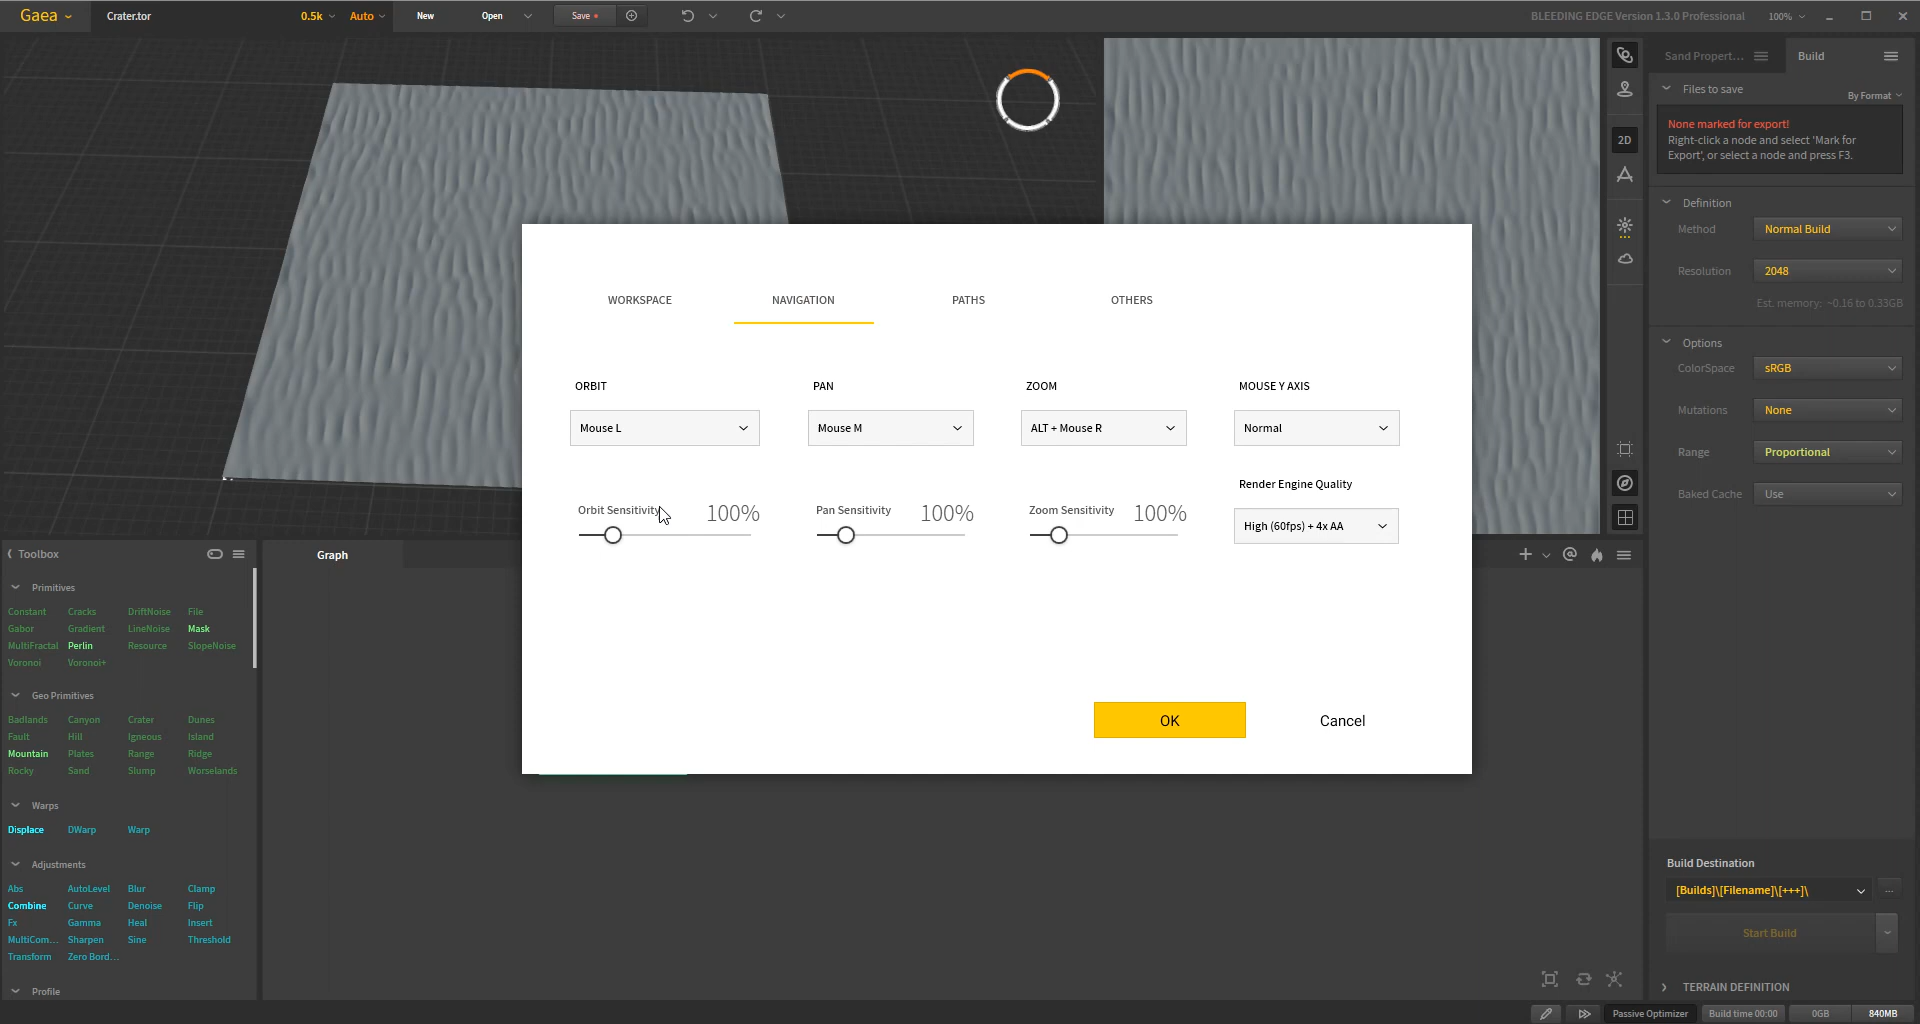 Gaea
Crater.tor
0.5k
Auto
New
Open
Save
BLEEDING EDGE Version 1.3.0 Professional
100%
Sand Propert...
Build
Files to save
By Format
None marked for export!
Right-click a node and select 'Mark for
Export', or select a node and press F3.
2D
Definition
Method
Normal Build
Resolution
2048
Est. memory: ~0.16 to 0.33GB
Options
ColorSpace
sRGB
Mutations
None
Range
Proportional
Baked Cache
Use
WORKSPACE
NAVIGATION
PATHS
OTHERS
ORBIT
PAN
ZOOM
MOUSE Y AXIS
Mouse L
Mouse M
ALT + Mouse R
Normal
Orbit Sensitivity
100%
Pan Sensitivity
100%
Zoom Sensitivity
100%
Render Engine Quality
High (60fps) + 4x AA
OK
Cancel
Toolbox
Graph
Primitives
Constant Cracks DriftNoise File
Gabor Gradient LineNoise Mask
MultiFractal Perlin Resource SlopeNoise
Voronoi Voronoi+
Geo Primitives
Badlands Canyon Crater Dunes
Fault Hill Igneous Island
Mountain Plates Range Ridge
Rocky Sand Slump Worselands
Warps
Displace DWarp Warp
Adjustments
Abs AutoLevel Blur Clamp
Combine Curve Denoise Flip
Fx Gamma Heal Insert
MultiCom... Sharpen Sine Threshold
Transform Zero Bord...
Profile
Build Destination
[Builds]\[Filename]\[+++]\
...
Start Build
TERRAIN DEFINITION
Passive Optimizer
Build time 00:00
0GB
840MB